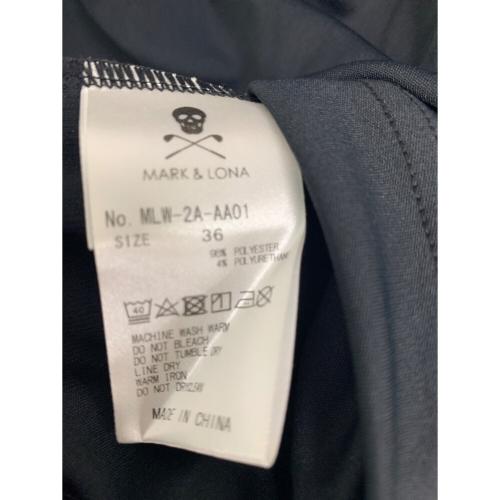 MARK & LONA
No. MLW-2A-AA01
SIZE 36
96% POLYESTER
4% POLYURETHAN
40
MACHINE WASH WARM
DO NOT BLEACH
DO NOT TUMBLE DRY
LINE DRY
WARM IRON
DO NOT DRYCLEAN
MADE IN CHINA